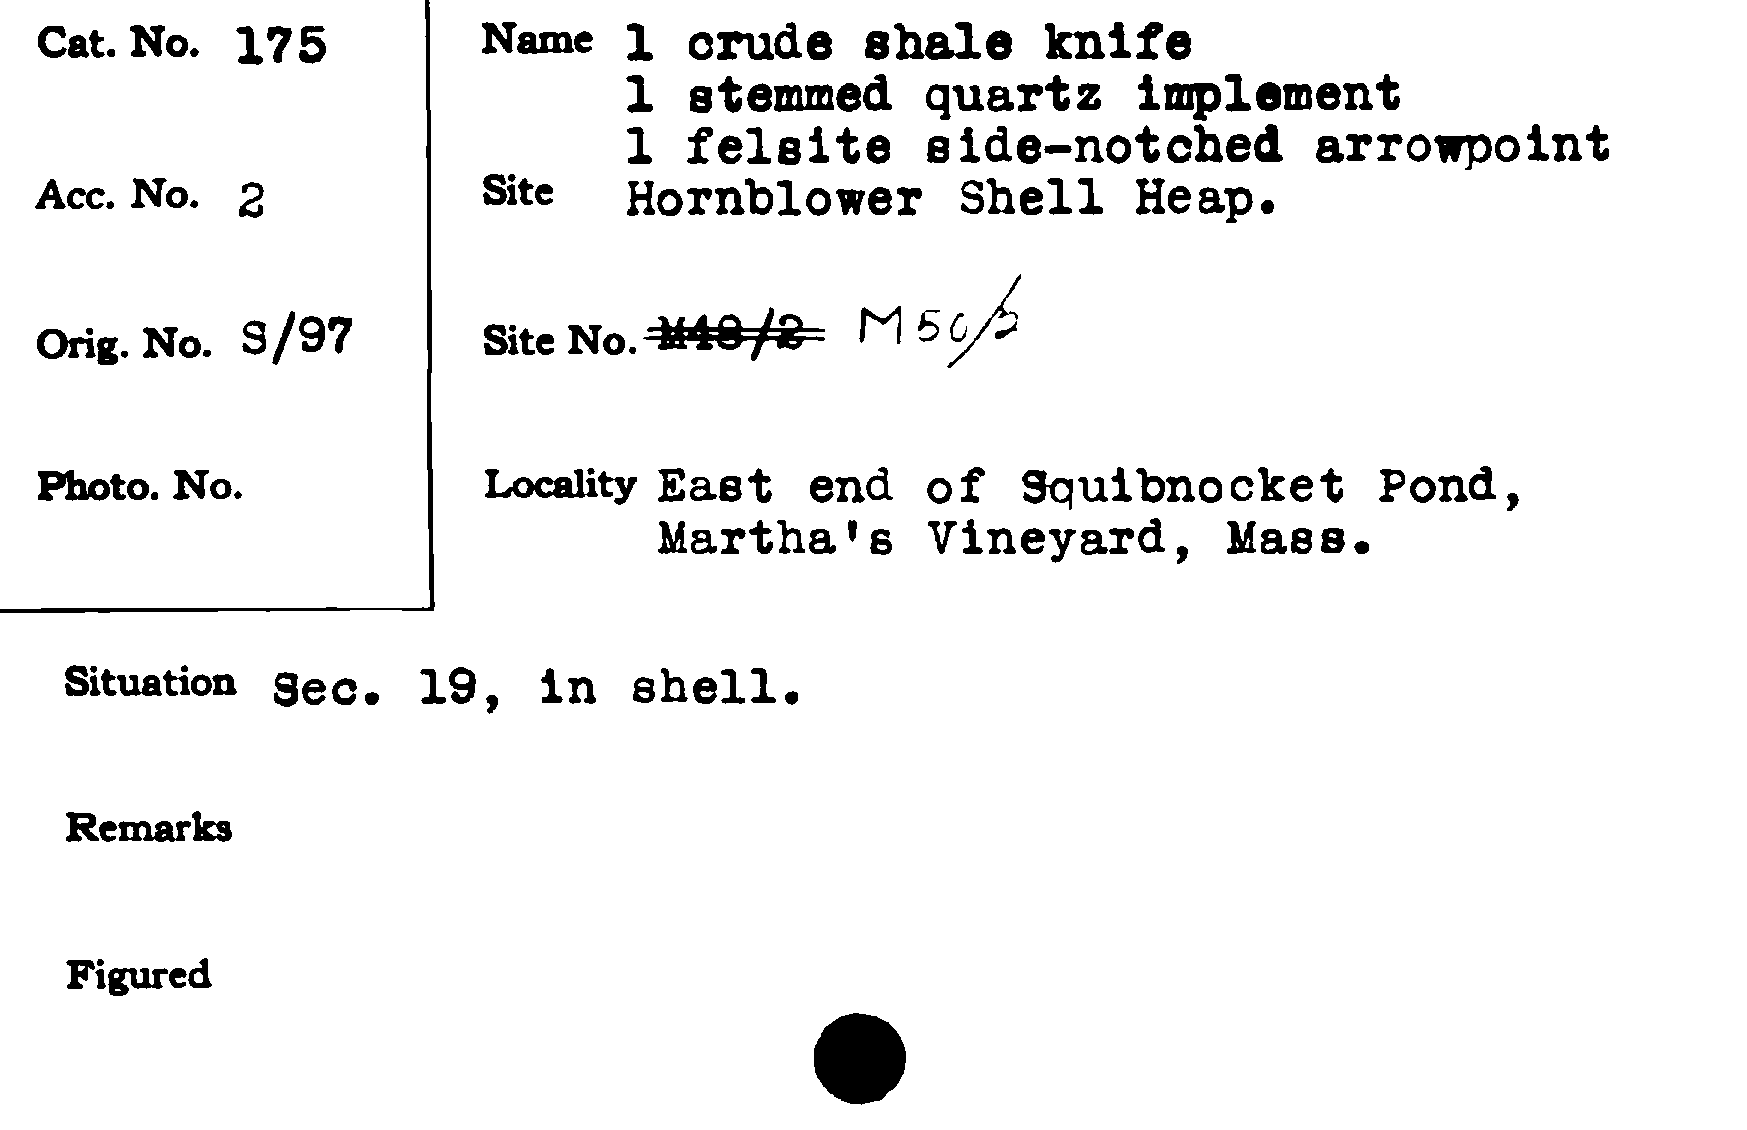 Cat. No. 175
Name 1 crude shale knife
1 stemmed quartz implement
1 felsite side-notched arrowpoint
Acc. No. 2
Site Hornblower Shell Heap.
Orig. No. S/97
Site No. M48/2 M50/
Photo. No.
Locality East end of Squibnocket Pond,
Martha's Vineyard, Mass.
Situation Sec. 19, in shell.
Remarks
Figured